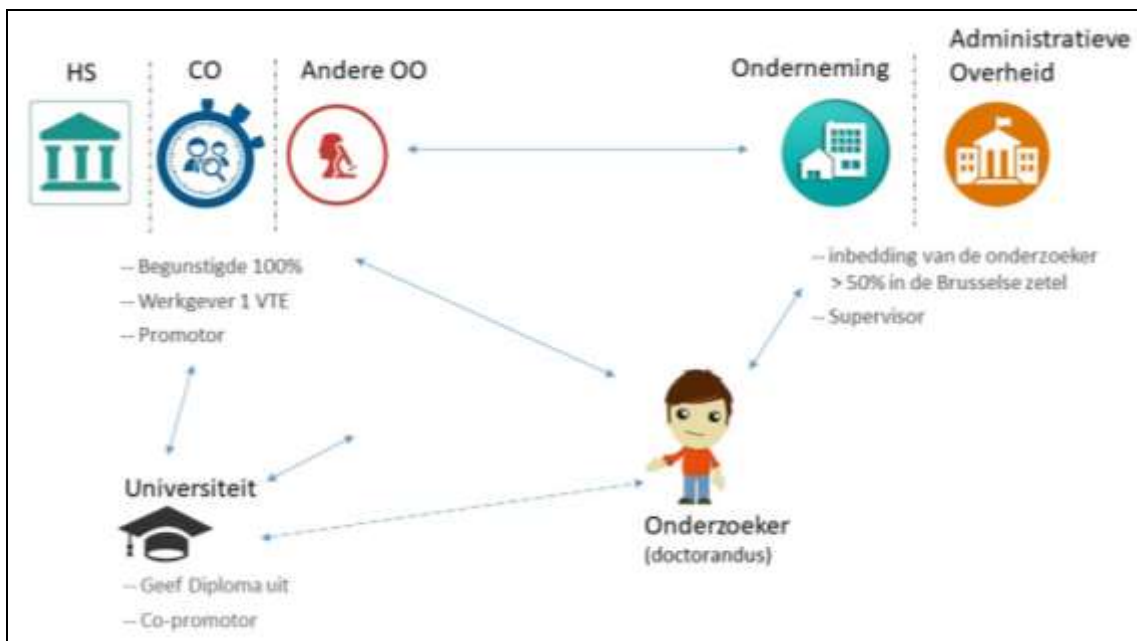 HS
CO
Andere OO
Onderneming
Administratieve
Overheid
-- Begunstigde 100%
-- Werkgever 1 VTE
-- Promotor
-- inbedding van de onderzoeker
> 50% in de Brusselse zetel
-- Supervisor
Universiteit
-- Geef Diploma uit
-- Co-promotor
Onderzoeker
(doctorandus)